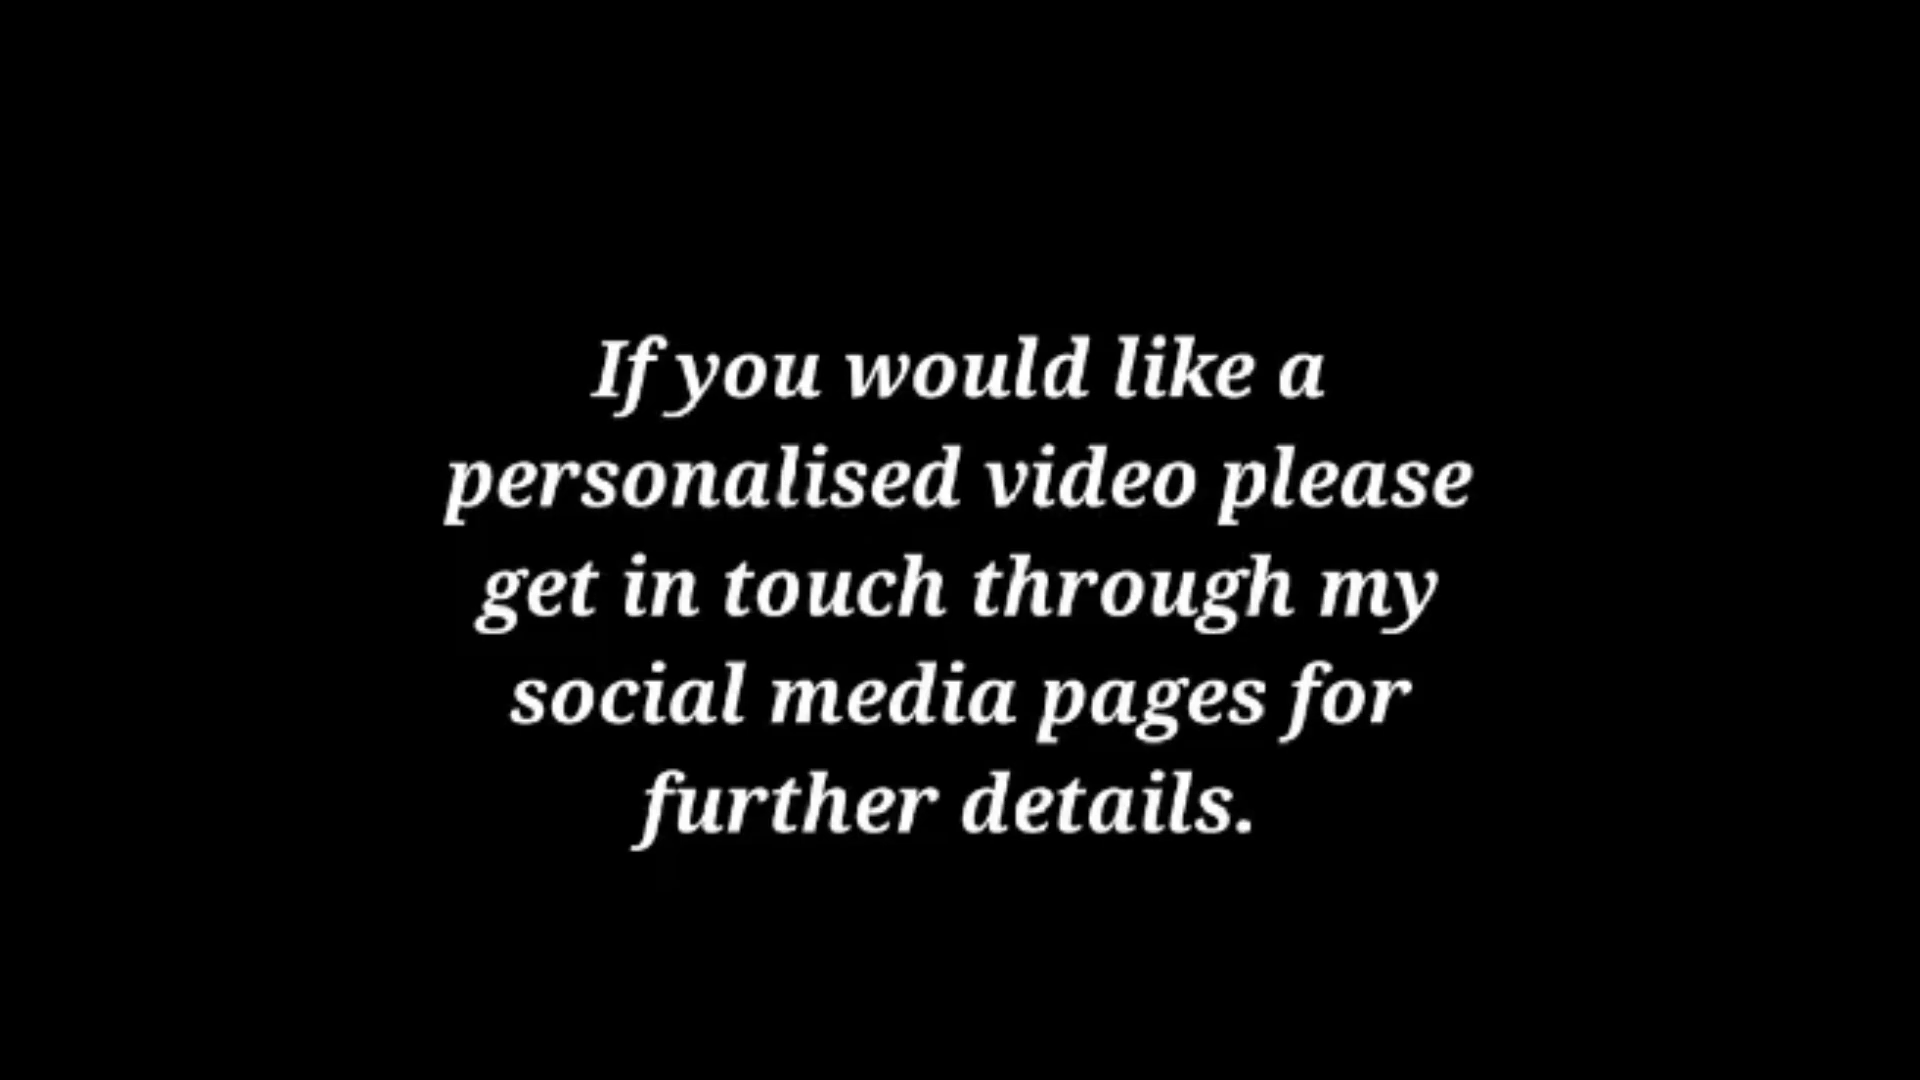 If you would like a
personalised video please
get in touch through my
social media pages for
further details.